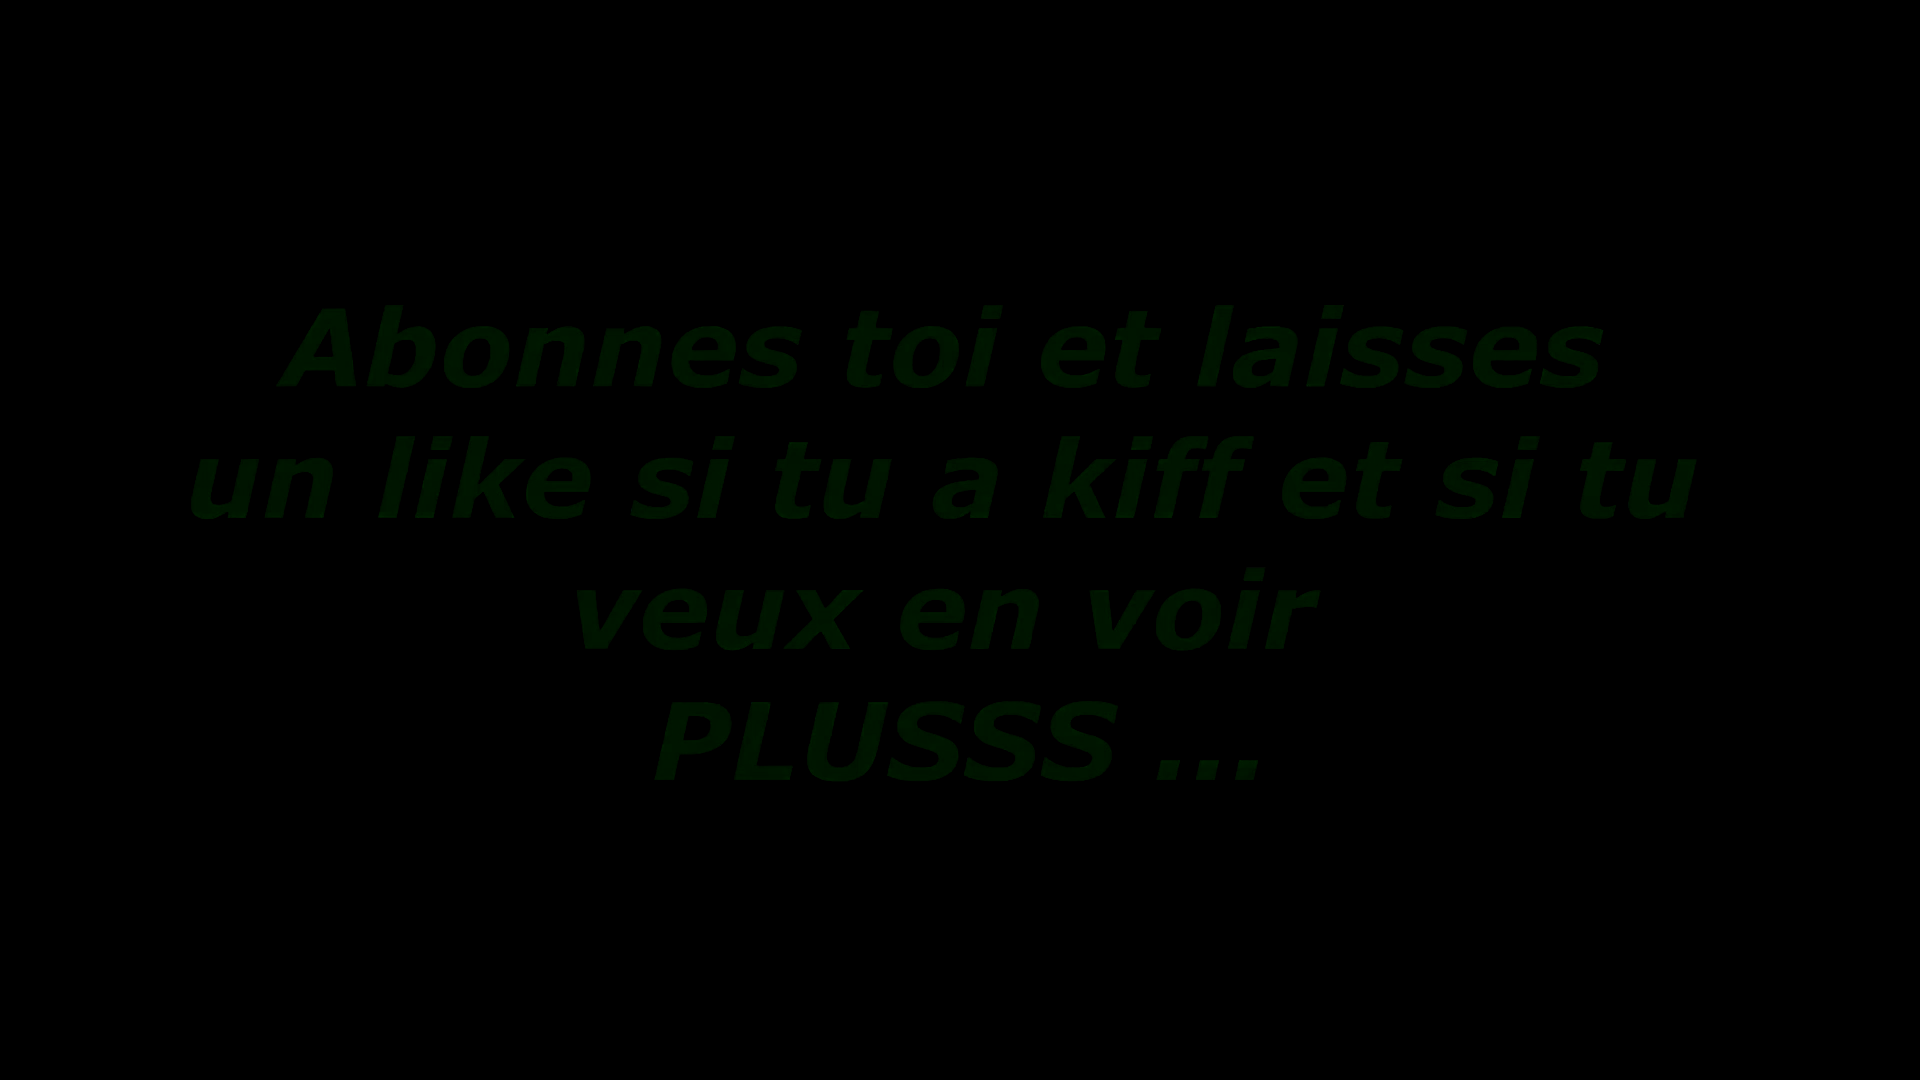 Abonnes toi et laisses
un like si tu a kiff et si tu
veux en voir
PLUSSS ...